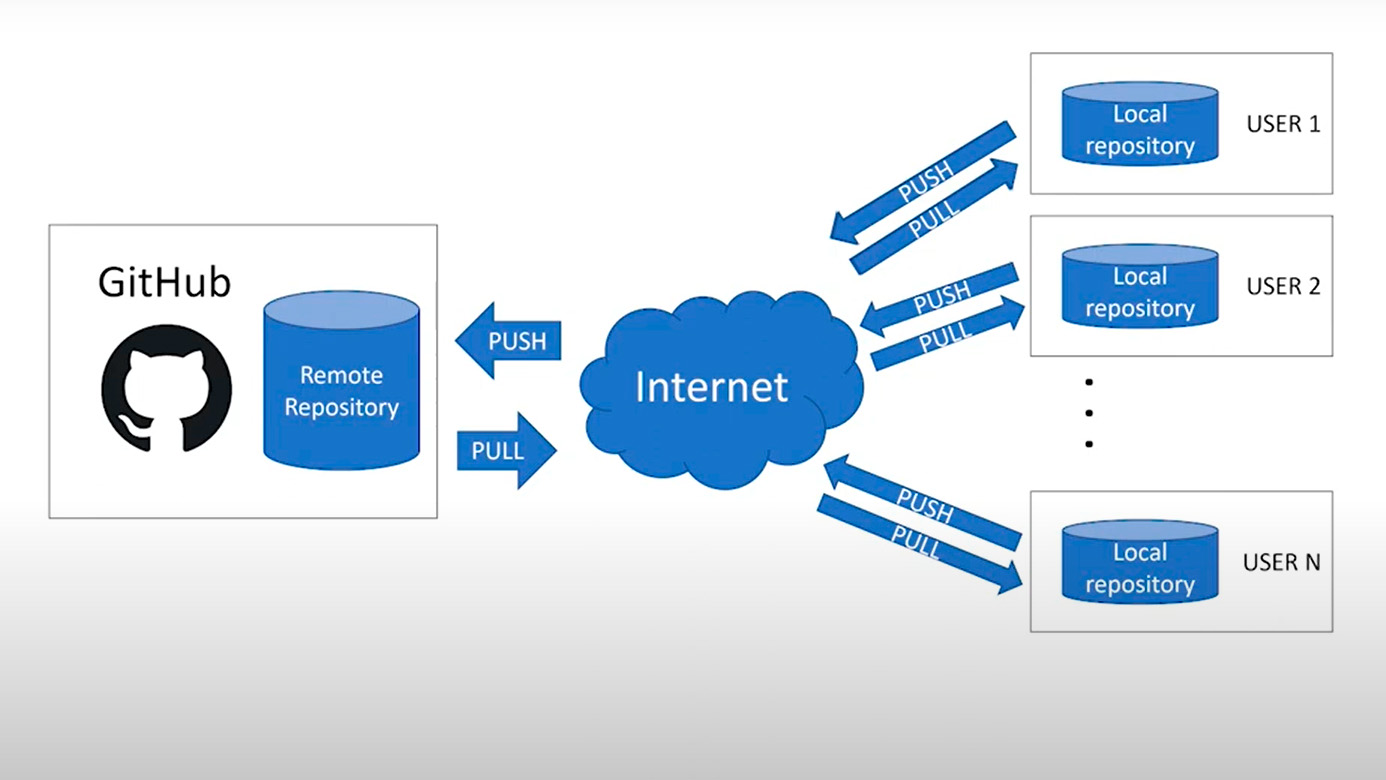 GitHub
Remote
Repository
PUSH
PULL
Internet
PUSH
PULL
Local
repository
USER 1
PUSH
PULL
Local
repository
USER 2
PUSH
PULL
Local
repository
USER N